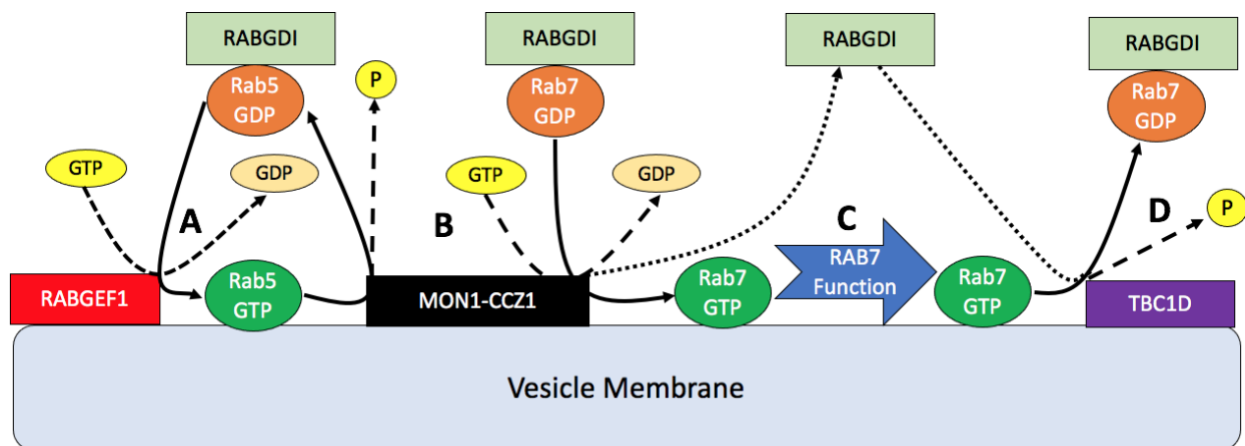 RABGDI
RABGDI
RABGDI
RABGDI
Rab5
GDP
P
Rab7
GDP
Rab7
GDP
GTP
GDP
GTP
GDP
A
B
C
D
P
RABGEF1
Rab5
GTP
MON1-CCZ1
Rab7
GTP
RAB7
Function
Rab7
GTP
TBC1D
Vesicle Membrane